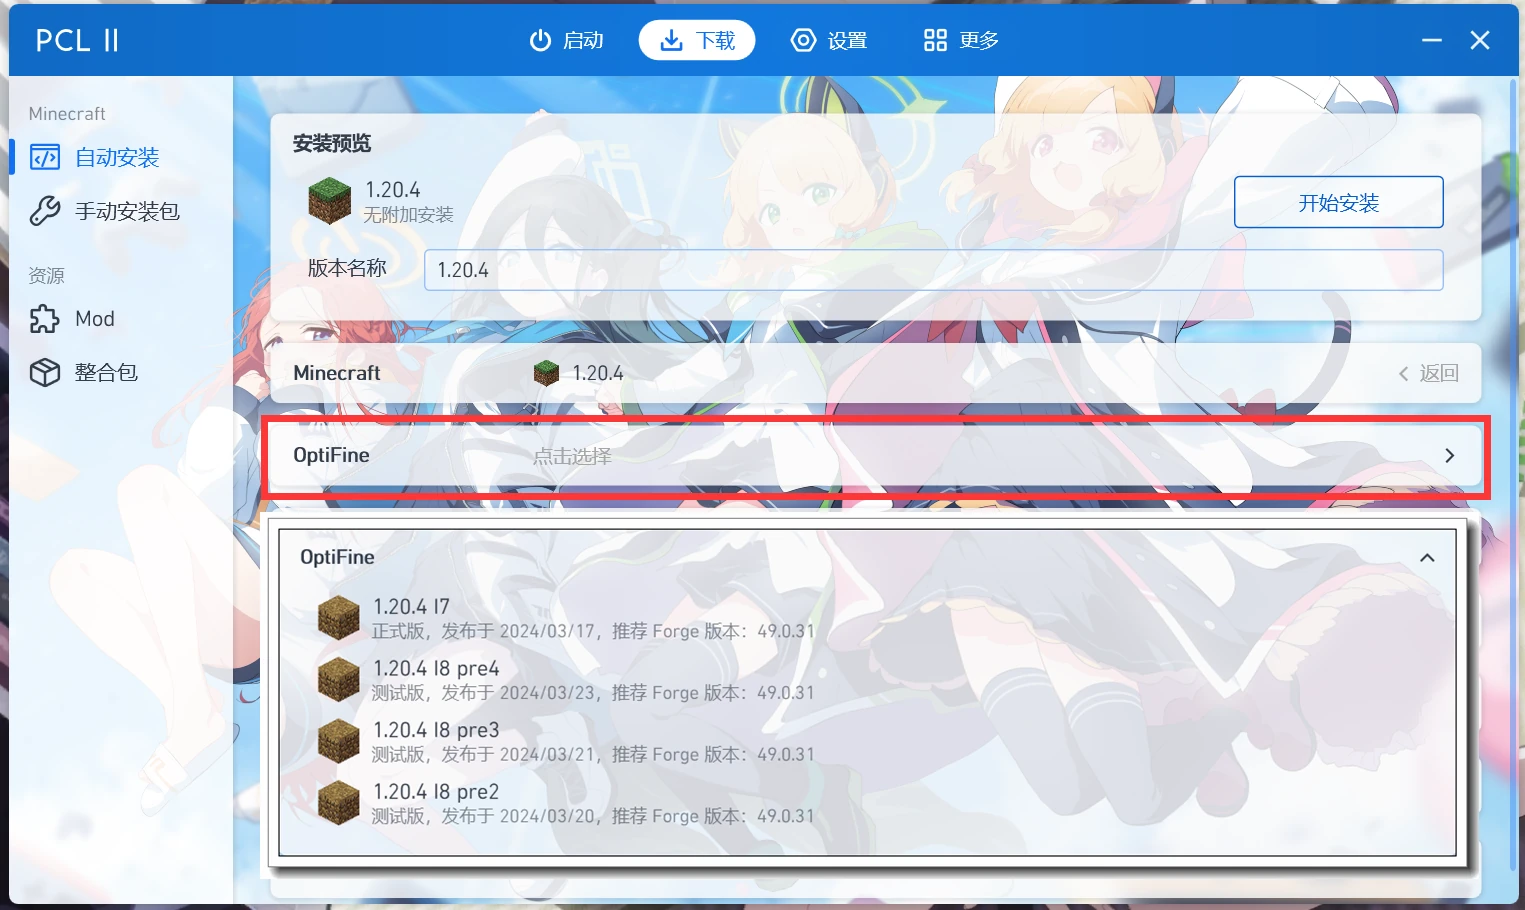 PCL II
启动
下载
设置
更多
Minecraft
自动安装
手动安装包
资源
Mod
整合包
安装预览
1.20.4
无附加安装
开始安装
版本名称
1.20.4
Minecraft
1.20.4
返回
OptiFine
点击选择
OptiFine
1.20.4 I7
正式版，发布于 2024/03/17，推荐 Forge 版本：49.0.31
1.20.4 I8 pre4
测试版，发布于 2024/03/23，推荐 Forge 版本：49.0.31
1.20.4 I8 pre3
测试版，发布于 2024/03/21，推荐 Forge 版本：49.0.31
1.20.4 I8 pre2
测试版，发布于 2024/03/20，推荐 Forge 版本：49.0.31